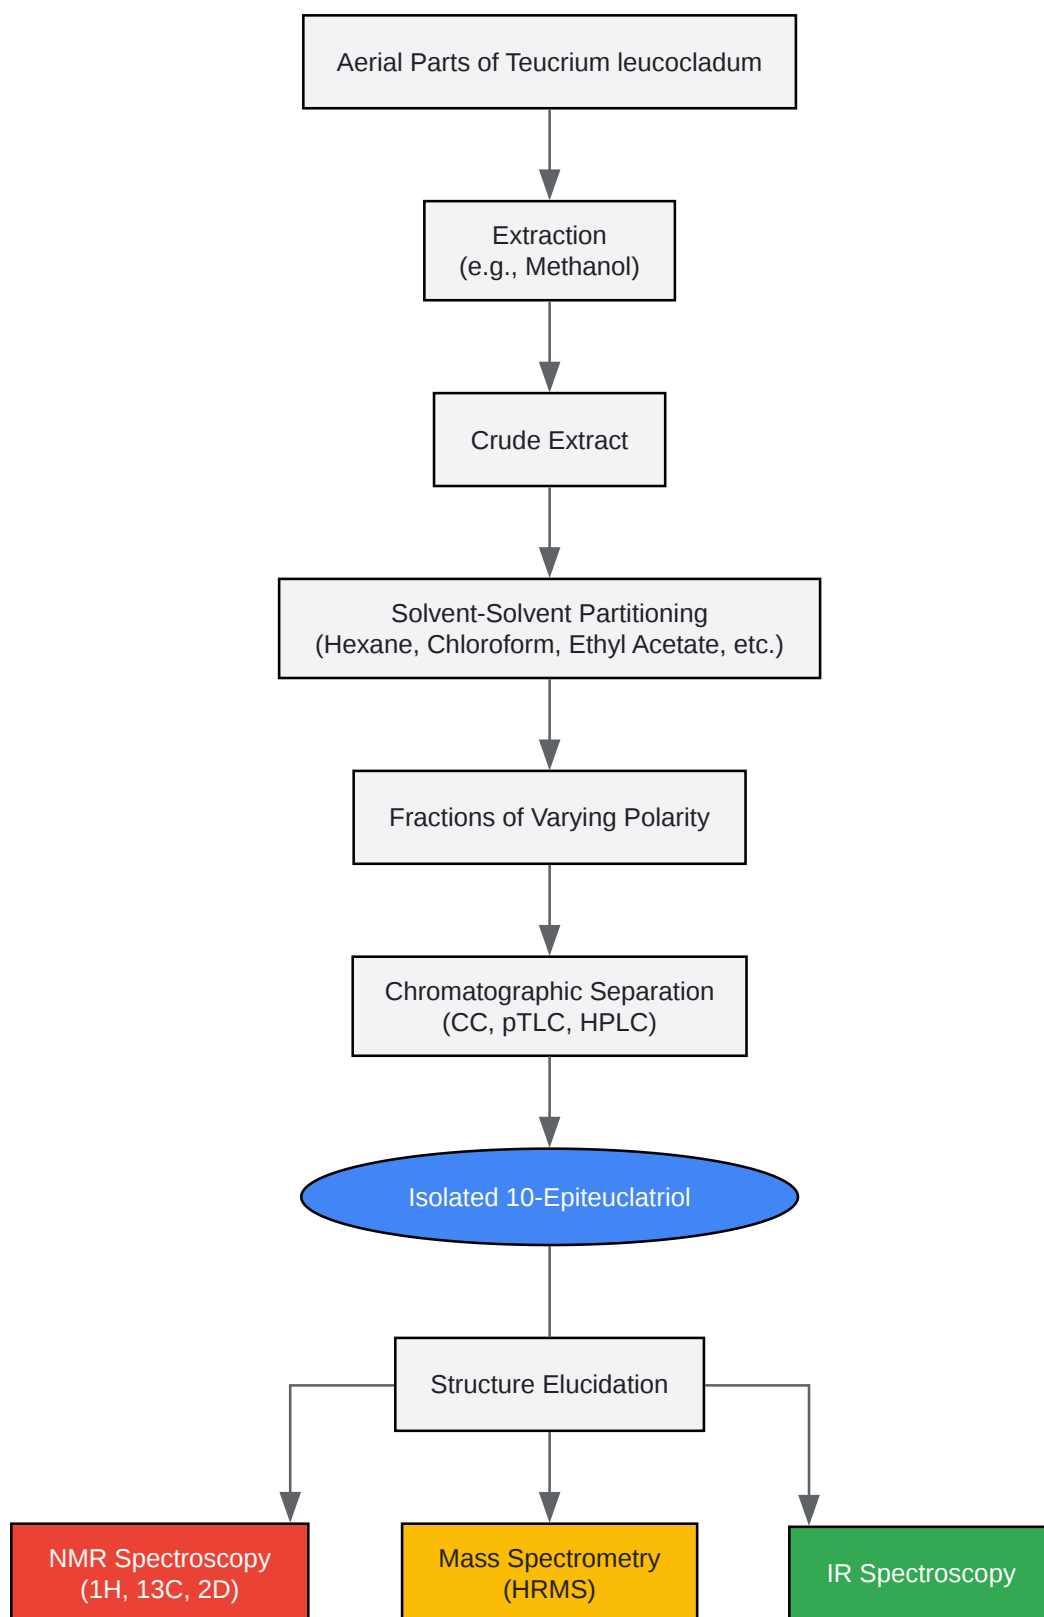 Aerial Parts of Teucrium leucocladum
Extraction
(e.g., Methanol)
Crude Extract
Solvent-Solvent Partitioning
(Hexane, Chloroform, Ethyl Acetate, etc.)
Fractions of Varying Polarity
Chromatographic Separation
(CC, pTLC, HPLC)
Isolated 10-Epiteuclatriol
Structure Elucidation
NMR Spectroscopy
(1H, 13C, 2D)
Mass Spectrometry
(HRMS)
IR Spectroscopy